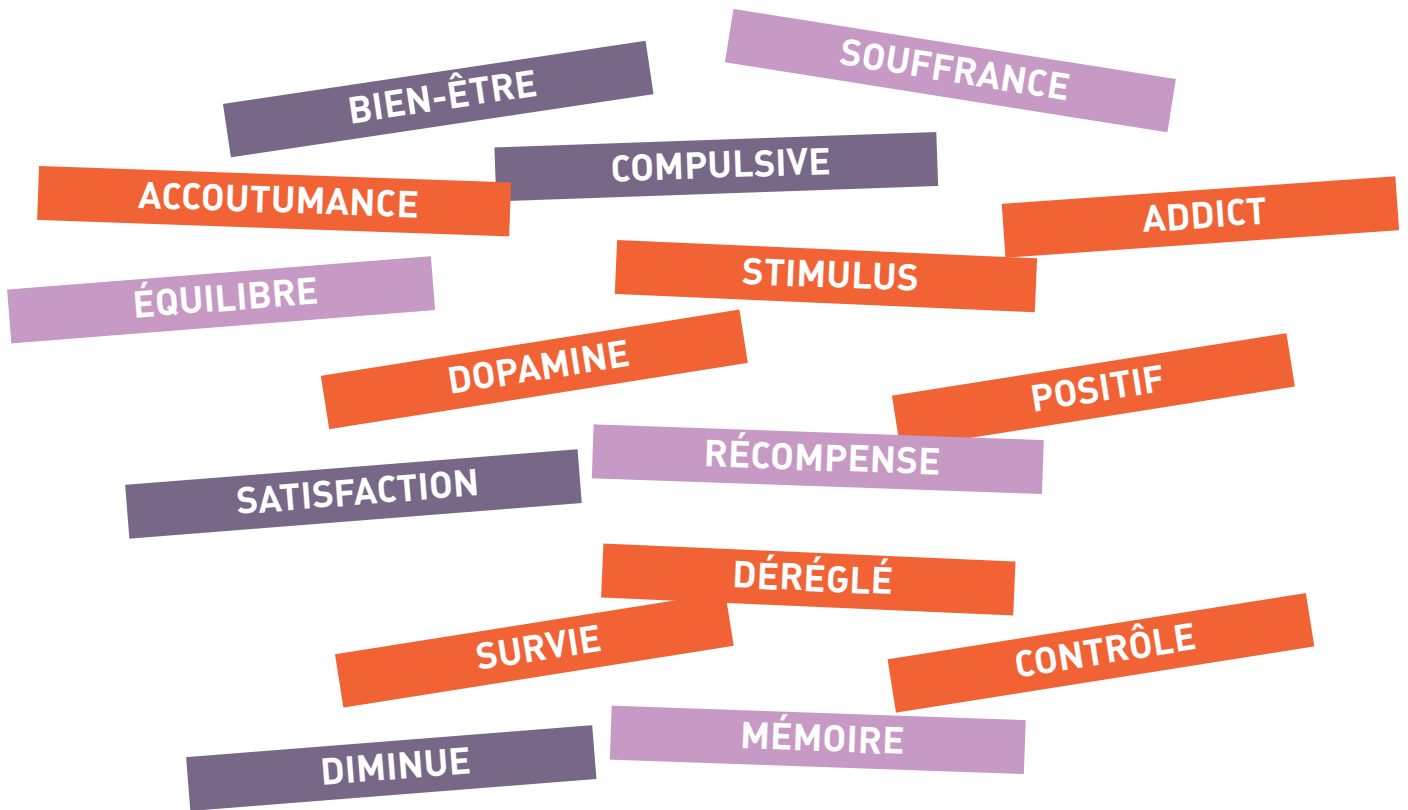 SOUFFRANCE
BIEN-ÊTRE
COMPULSIVE
ACCOUTUMANCE
ADDICT
STIMULUS
ÉQUILIBRE
DOPAMINE
POSITIF
RÉCOMPENSE
SATISFACTION
DÉRÉGLÉ
SURVIE
CONTRÔLE
MÉMOIRE
DIMINUE